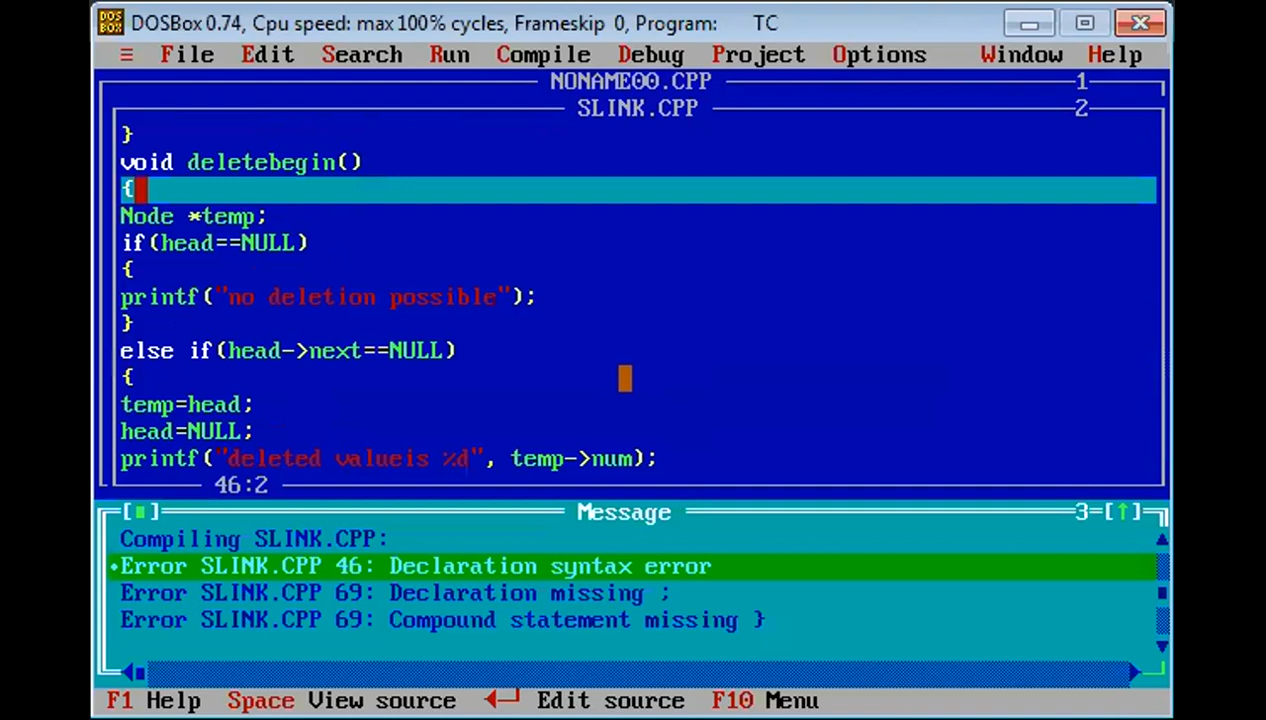 DOS BOX
DOSBox 0.74, Cpu speed: max 100% cycles, Frameskip 0, Program: TC
≡ File Edit Search Run Compile Debug Project Options Window Help
NONAME00.CPP 1
SLINK.CPP 2
}
void deletebegin()
{
Node *temp;
if(head==NULL)
{
printf("no deletion possible");
}
else if(head->next==NULL)
{
temp=head;
head=NULL;
printf("deleted valueis %d", temp->num);
46:2
[■] Message 3=[↑]
Compiling SLINK.CPP:
•Error SLINK.CPP 46: Declaration syntax error
Error SLINK.CPP 69: Declaration missing ;
Error SLINK.CPP 69: Compound statement missing }
F1 Help Space View source ◄─┘ Edit source F10 Menu